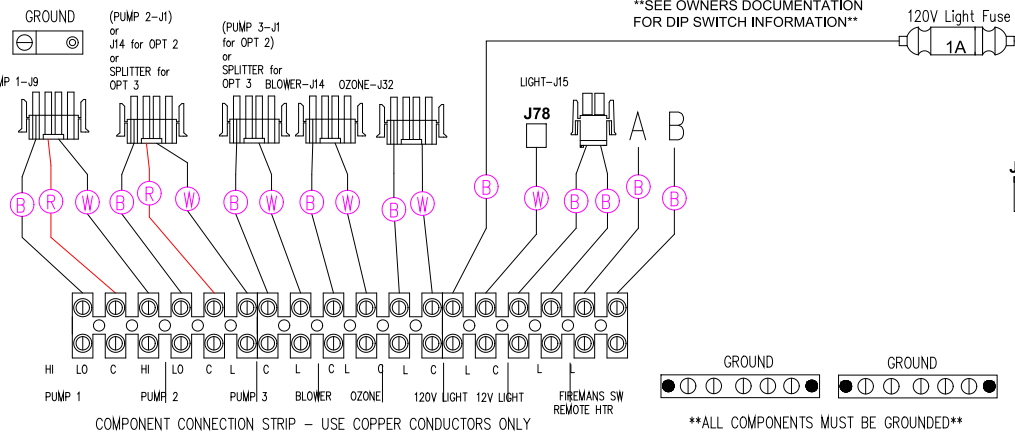 **SEE OWNERS DOCUMENTATION
FOR DIP SWITCH INFORMATION**
GROUND
(PUMP 2-J1)
or
J14 for OPT 2
or
SPLITTER for
OPT 3
(PUMP 3-J1
for OPT 2)
or
SPLITTER for
OPT 3
BLOWER-J14
OZONE-J32
120V Light Fuse
1A
MP 1-J9
LIGHT-J15
J78
A
B
J
B
R
W
B
R
W
B
W
B
W
B
W
B
W
B
B
B
B
HI LO C HI LO C L C L C L C L C L C L L
PUMP 1 PUMP 2 PUMP 3 BLOWER OZONE 120V LIGHT 12V LIGHT FIREMANS SW
REMOTE HTR
COMPONENT CONNECTION STRIP - USE COPPER CONDUCTORS ONLY
GROUND
GROUND
**ALL COMPONENTS MUST BE GROUNDED**